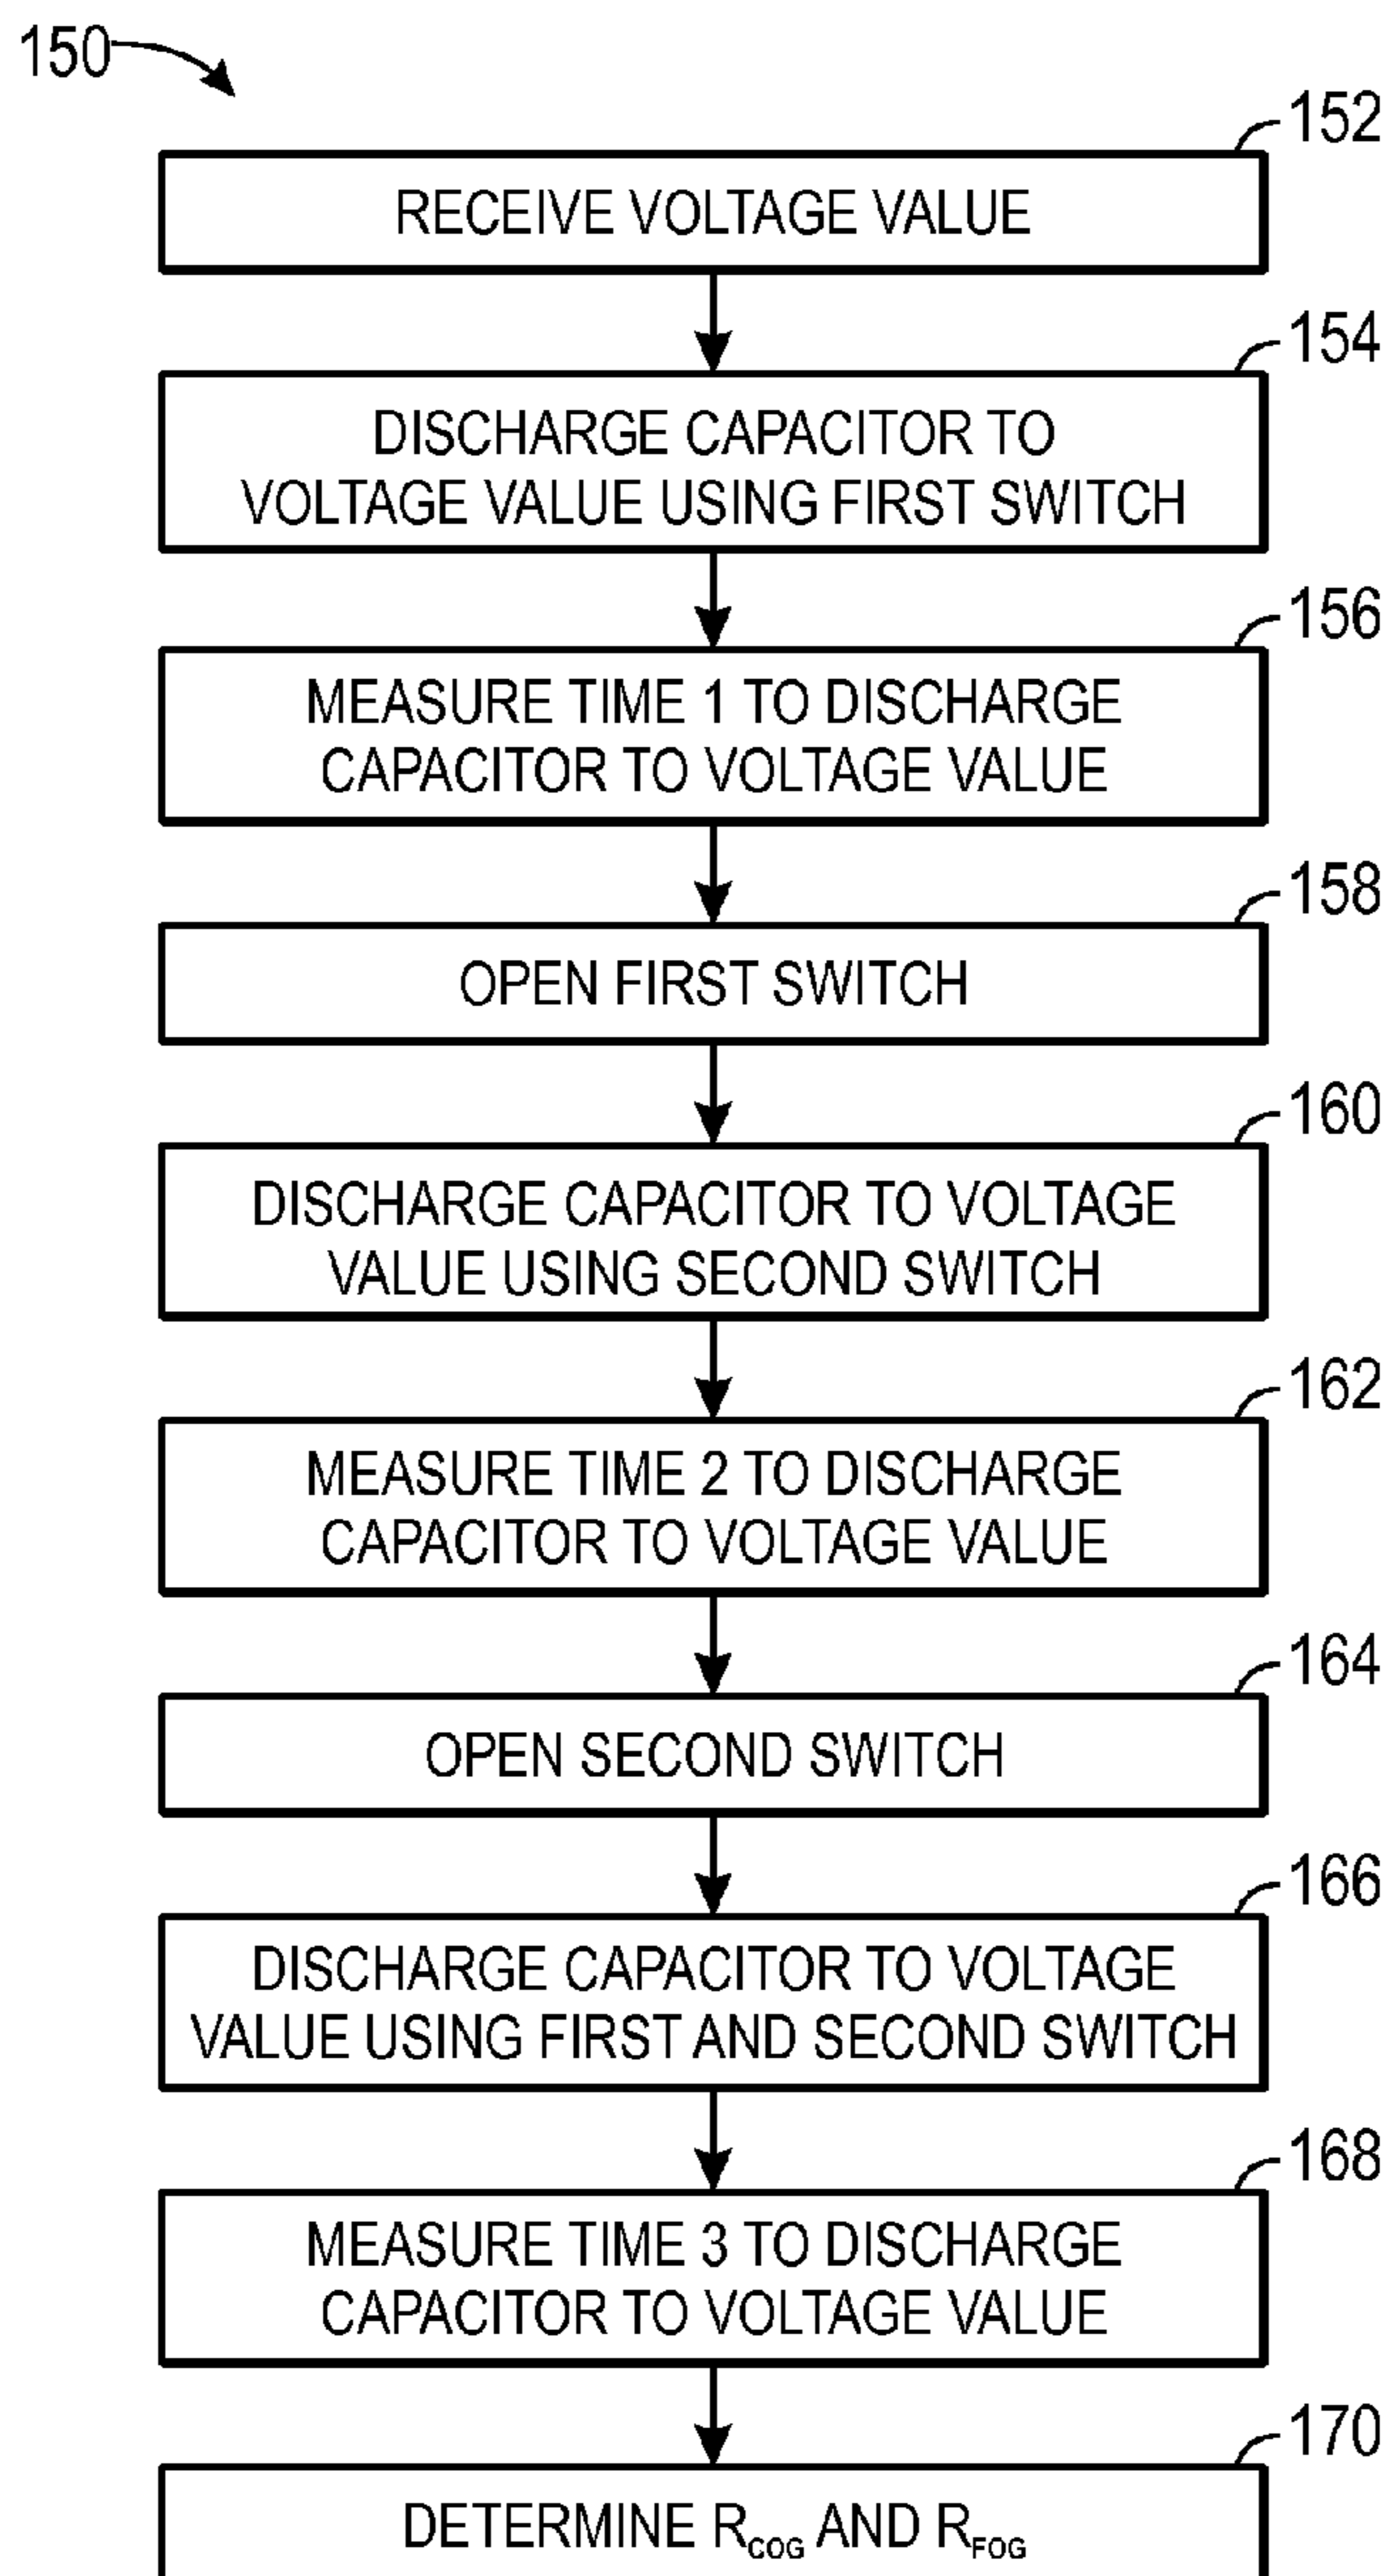 150
152
RECEIVE VOLTAGE VALUE
154
DISCHARGE CAPACITOR TO
VOLTAGE VALUE USING FIRST SWITCH
156
MEASURE TIME 1 TO DISCHARGE
CAPACITOR TO VOLTAGE VALUE
158
OPEN FIRST SWITCH
160
DISCHARGE CAPACITOR TO VOLTAGE
VALUE USING SECOND SWITCH
162
MEASURE TIME 2 TO DISCHARGE
CAPACITOR TO VOLTAGE VALUE
164
OPEN SECOND SWITCH
166
DISCHARGE CAPACITOR TO VOLTAGE
VALUE USING FIRST AND SECOND SWITCH
168
MEASURE TIME 3 TO DISCHARGE
CAPACITOR TO VOLTAGE VALUE
170
DETERMINE RCOG AND RFOG